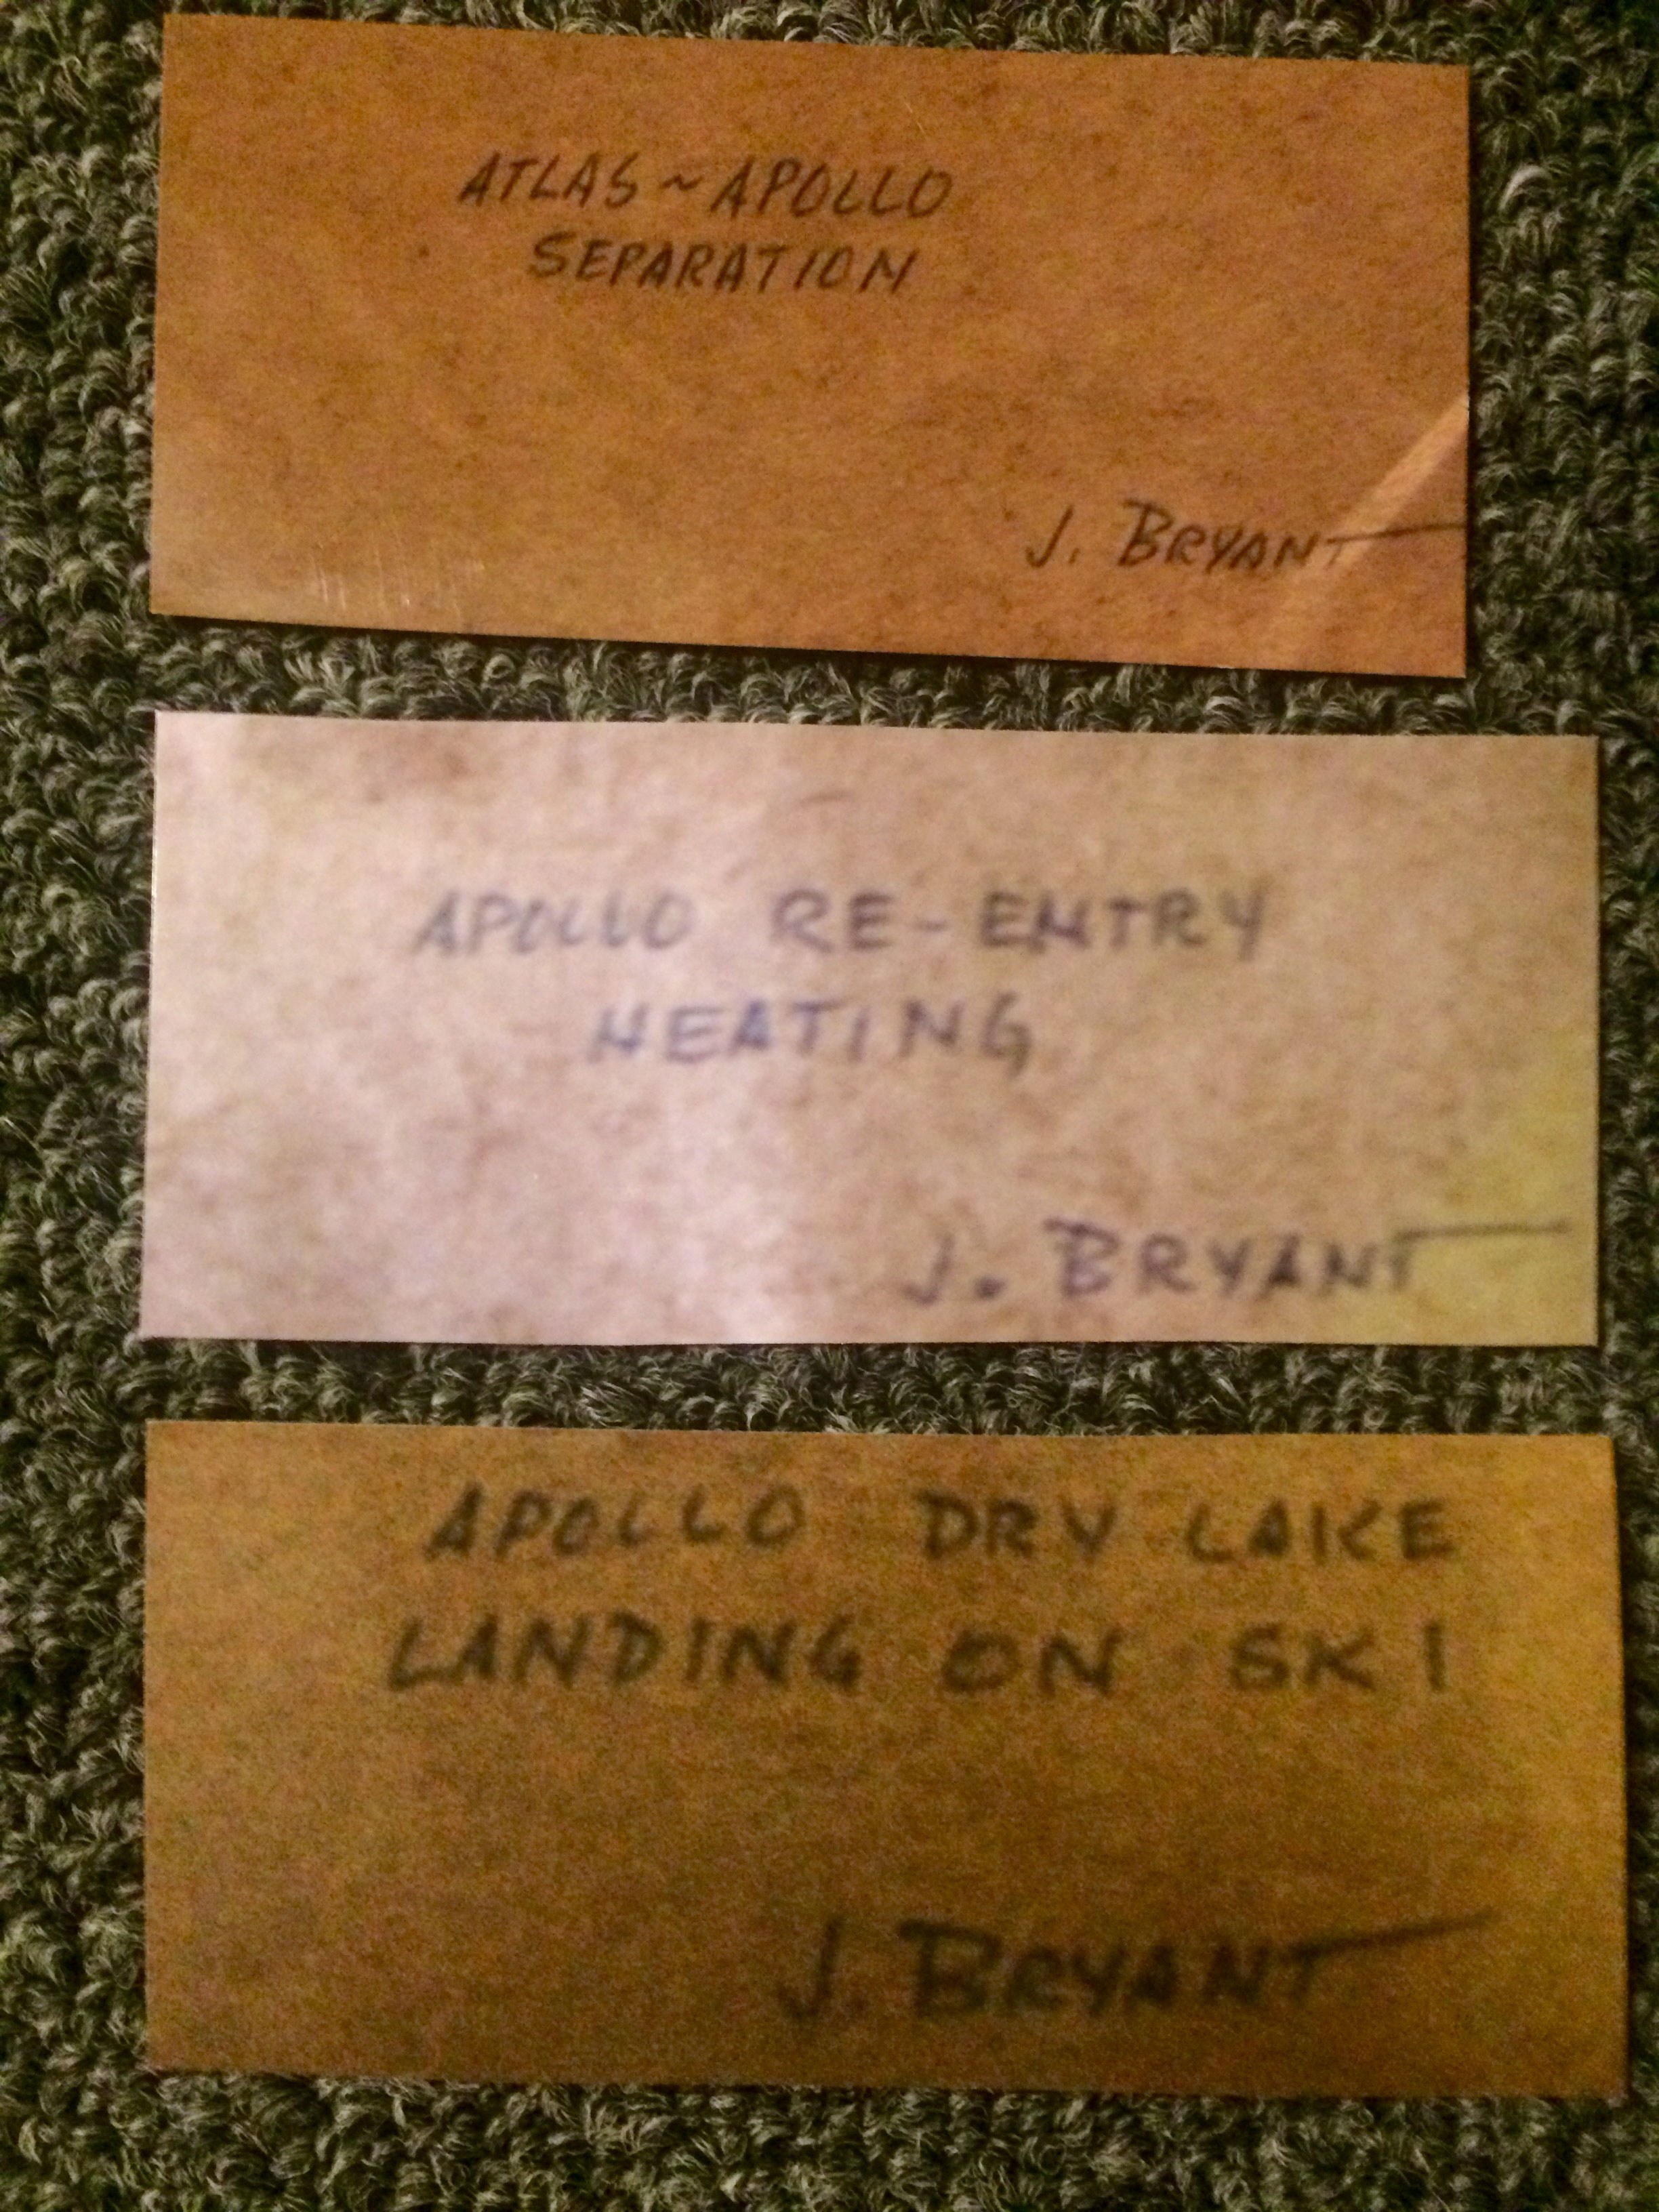 ATLAS ~ APOLLO
SEPARATION
J. BRYANT
APOLLO RE-ENTRY
HEATING
J. BRYANT
APOLLO DRY LAKE
LANDING ON SKI
J. BRYANT